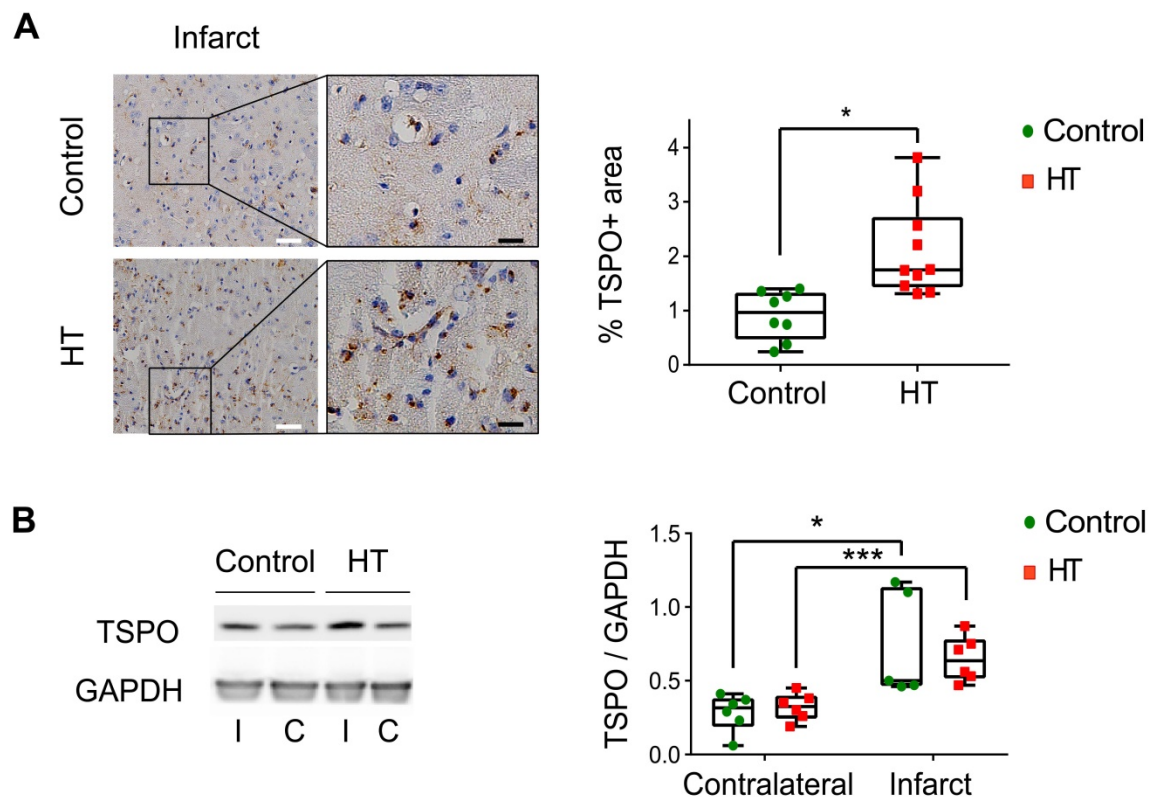 A
Infarct
Control
HT
% TSPO+ area
4
3
2
1
0
*
Control
HT
Control
HT
B
Control HT
TSPO
GAPDH
I C I C
TSPO / GAPDH
1.5
1.0
0.5
0.0
*
***
Contralateral Infarct
Control
HT